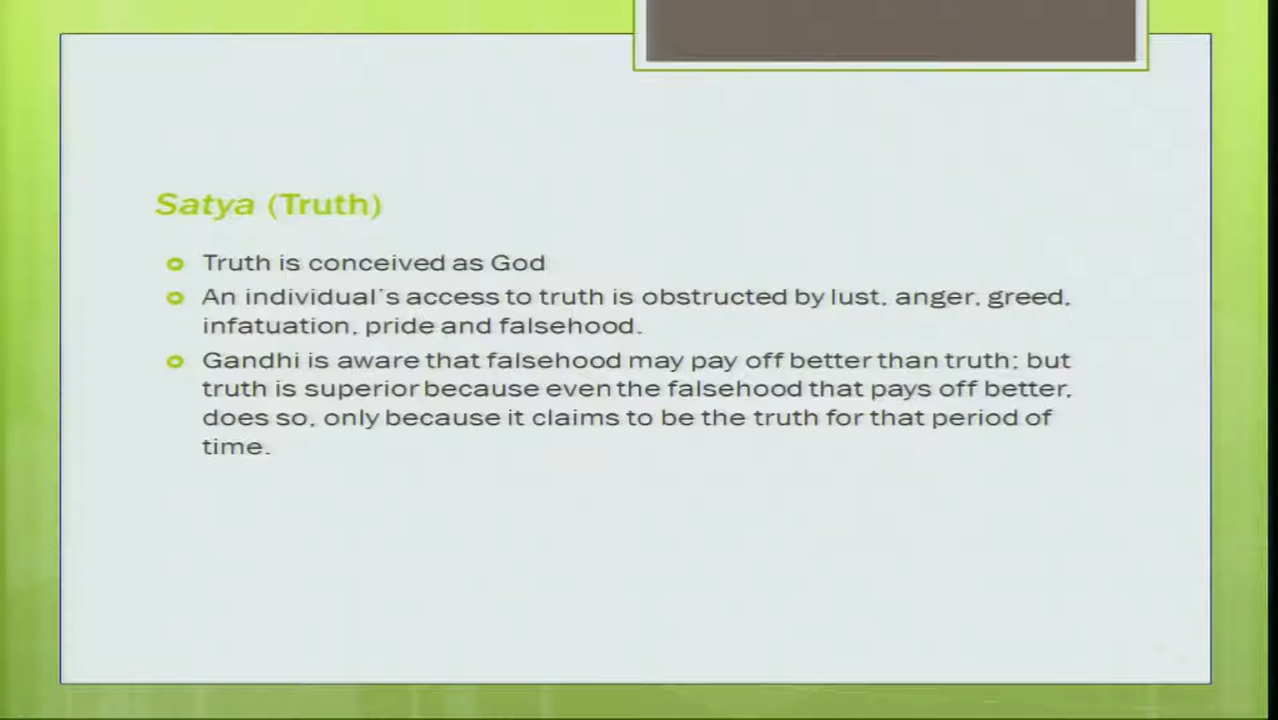 Satya (Truth)
Truth is conceived as God
An individual's access to truth is obstructed by lust, anger, greed,
infatuation, pride and falsehood.
Gandhi is aware that falsehood may pay off better than truth; but
truth is superior because even the falsehood that pays off better,
does so, only because it claims to be the truth for that period of
time.